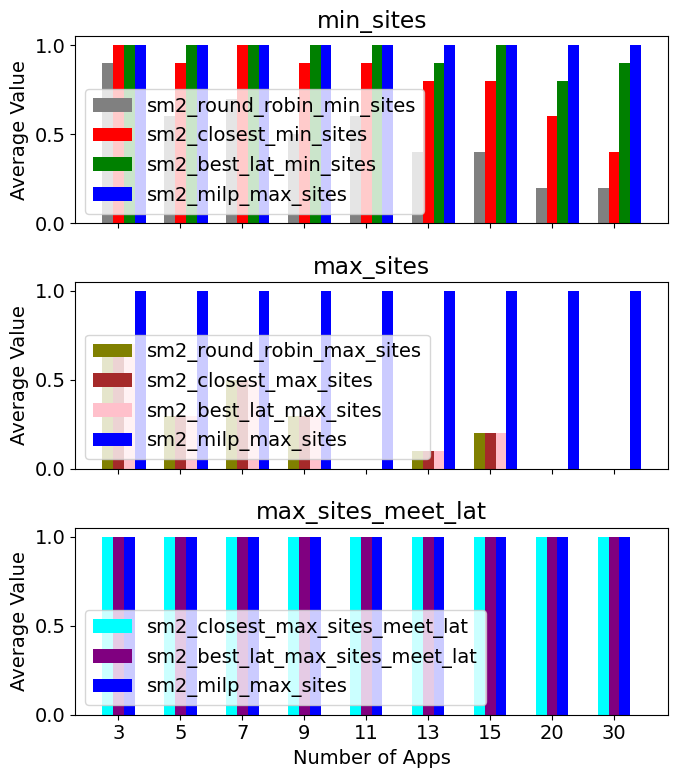 min_sites
1.0
0.5
0.0
Average Value
sm2_round_robin_min_sites
sm2_closest_min_sites
sm2_best_lat_min_sites
sm2_milp_max_sites
max_sites
1.0
0.5
0.0
Average Value
sm2_round_robin_max_sites
sm2_closest_max_sites
sm2_best_lat_max_sites
sm2_milp_max_sites
max_sites_meet_lat
1.0
0.5
0.0
Average Value
sm2_closest_max_sites_meet_lat
sm2_best_lat_max_sites_meet_lat
sm2_milp_max_sites
3 5 7 9 11 13 15 20 30
Number of Apps